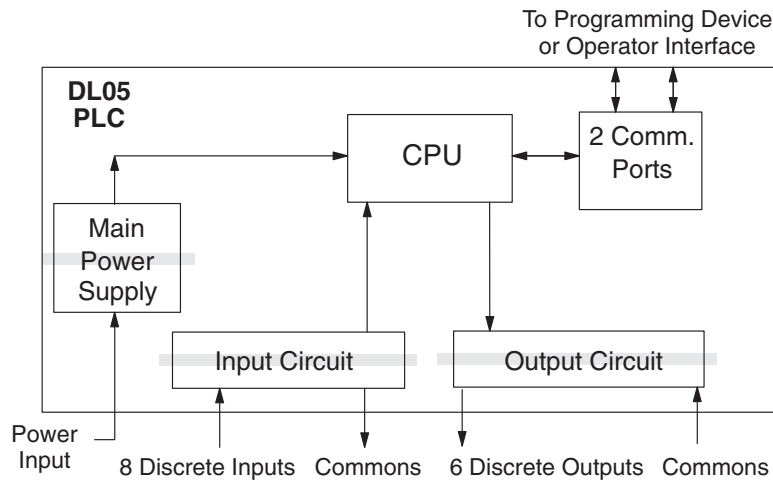 To Programming Device
or Operator Interface
DL05
PLC
CPU
2 Comm.
Ports
Main
Power
Supply
Input Circuit
Output Circuit
Power
Input
8 Discrete Inputs
Commons
6 Discrete Outputs
Commons